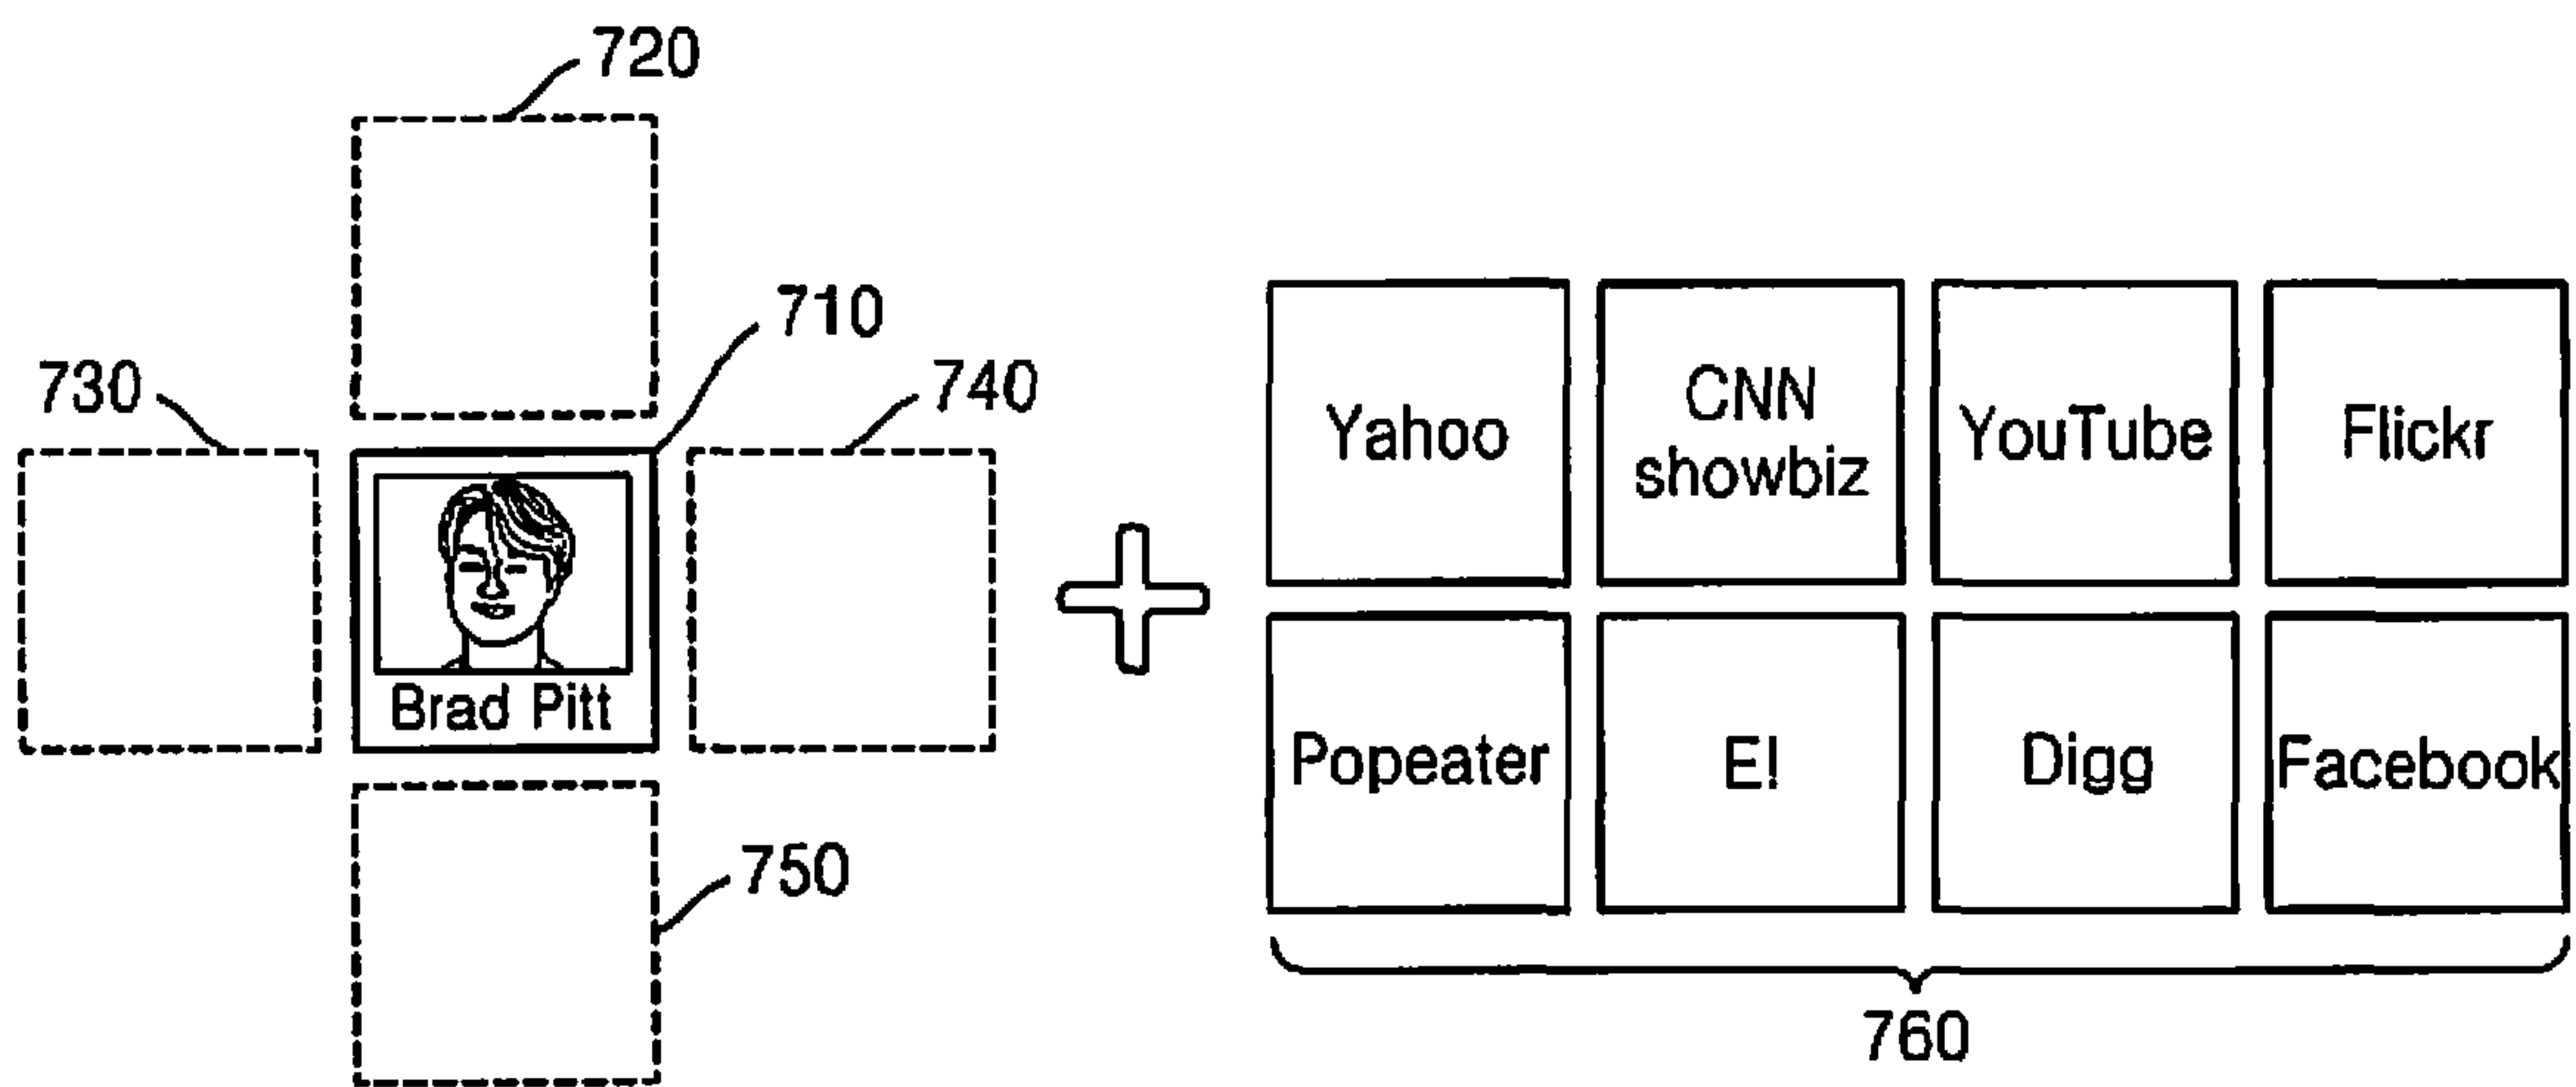 720
710
730
740
Brad Pitt
750
Yahoo
CNN
showbiz
YouTube
Flickr
Popeater
E!
Digg
Facebook
760